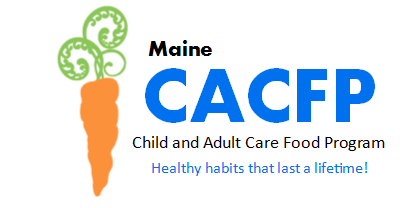 Maine
CACFP
Child and Adult Care Food Program
Healthy habits that last a lifetime!